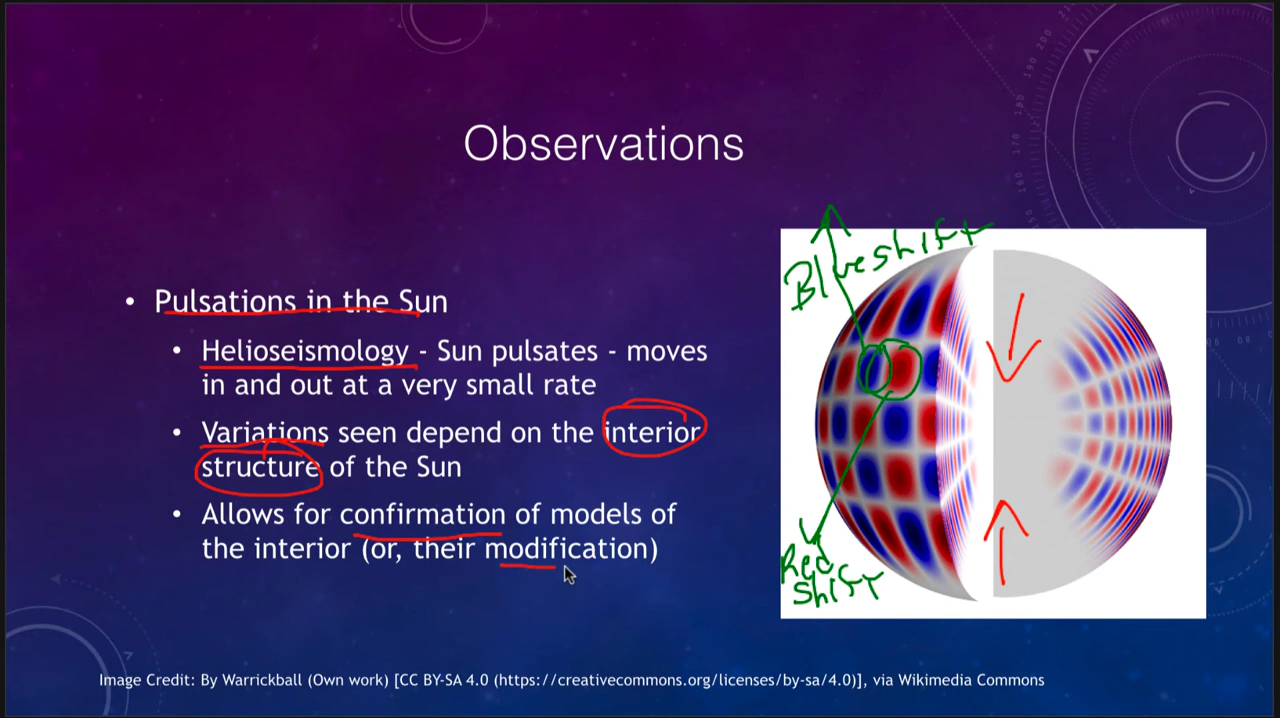 Observations
• Pulsations in the Sun
• Helioseismology - Sun pulsates - moves
in and out at a very small rate
• Variations seen depend on the interior
structure of the Sun
• Allows for confirmation of models of
the interior (or, their modification)
Blueshift
Red
shift
Image Credit: By Warrickball (Own work) [CC BY-SA 4.0 (https://creativecommons.org/licenses/by-sa/4.0)], via Wikimedia Commons